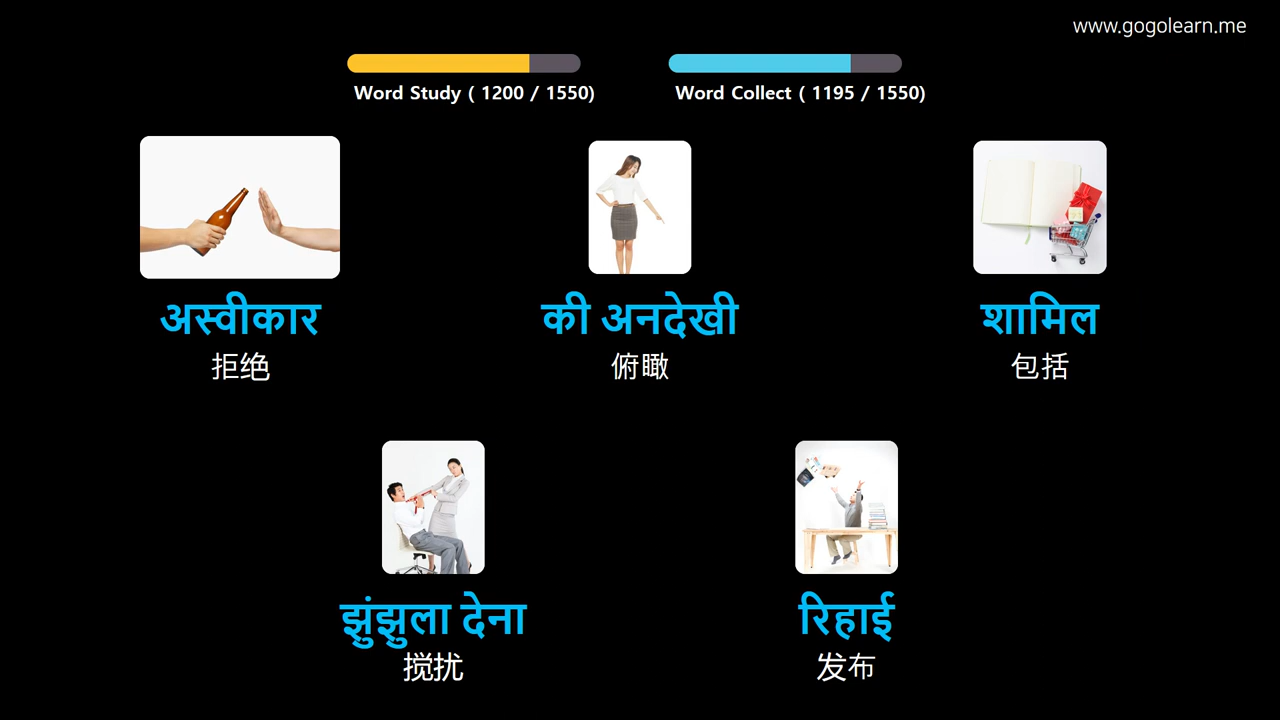 www.gogolearn.me
Word Study ( 1200 / 1550)
Word Collect ( 1195 / 1550)
अस्वीकार
拒绝
की अनदेखी
俯瞰
शामिल
包括
झुंझुला देना
搅扰
रिहाई
发布